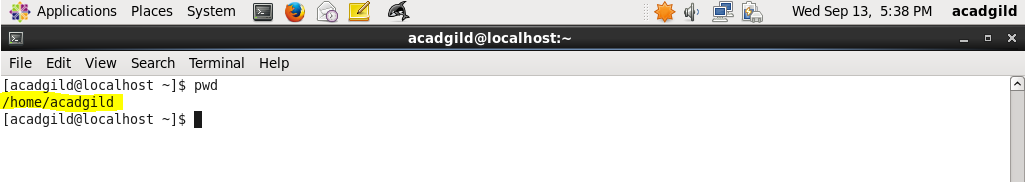 Applications Places System Wed Sep 13, 5:38 PM acadgild
acadgild@localhost:~
File Edit View Search Terminal Help
[acadgild@localhost ~]$ pwd
/home/acadgild
[acadgild@localhost ~]$